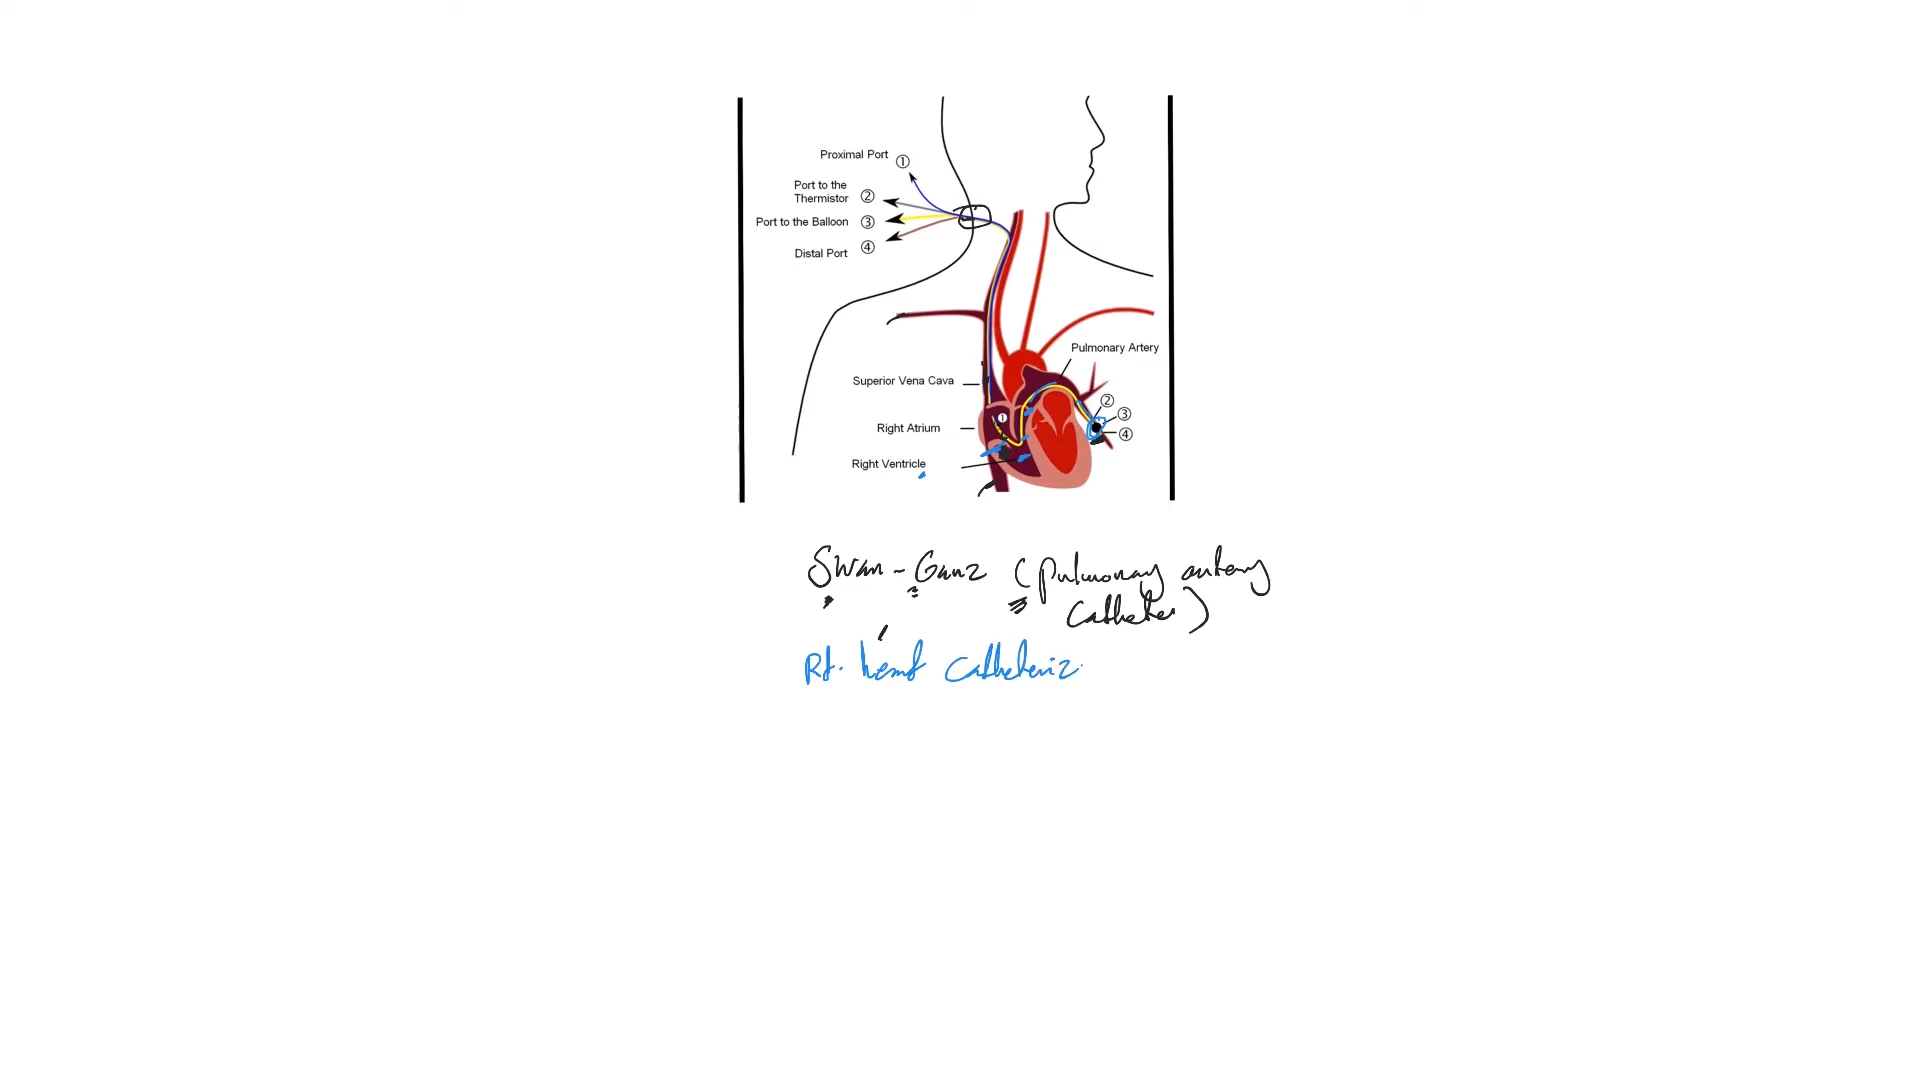 Proximal Port ①
Port to the
Thermistor ②
Port to the Balloon ③
④
Distal Port
Pulmonary Artery
Superior Vena Cava
①
②
③
④
Right Atrium
Right Ventricle
Swan-Ganz (pulmonary artery
Catheter)
Rt. heart Catheteriz